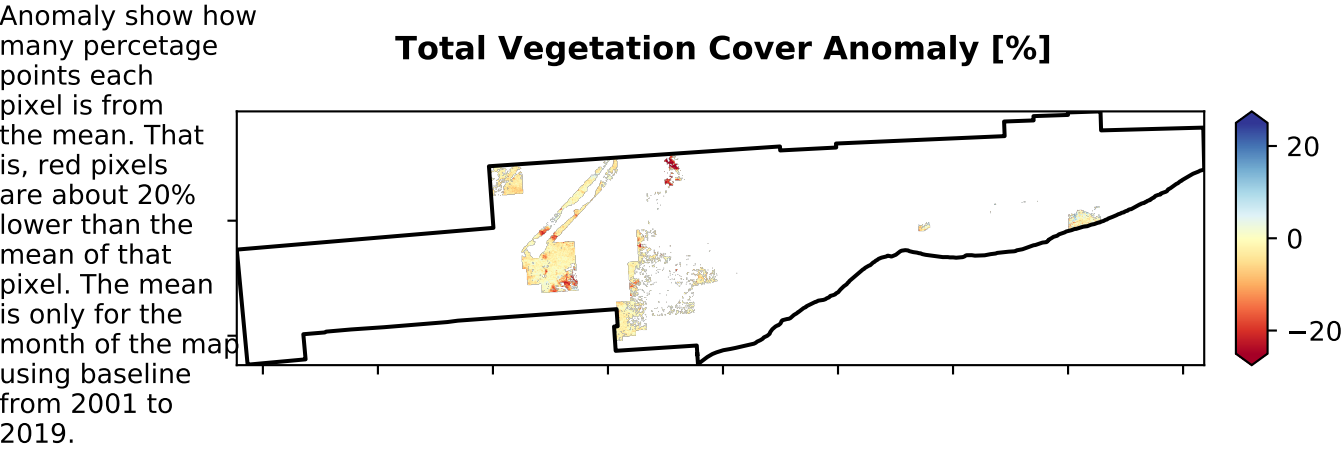 Anomaly show how
many percetage
points each
pixel is from
the mean. That
is, red pixels
are about 20%
lower than the
mean of that
pixel. The mean
is only for the
month of the map
using baseline
from 2001 to
2019.
Total Vegetation Cover Anomaly [%]
20
0
−20